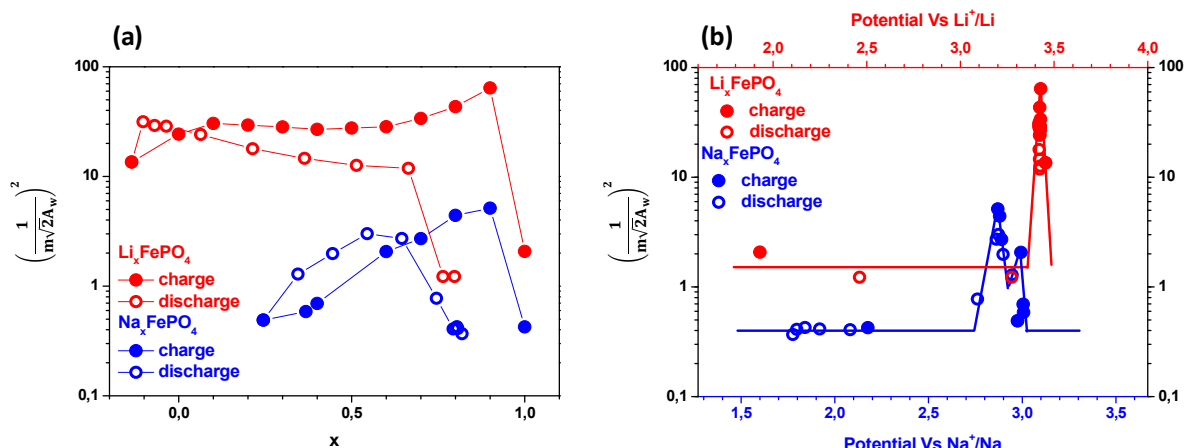 (a)
100
10
1
0,1
0,0
0,5
1,0
x
(1/(m√2A_w))²
Li_xFePO_4
charge
discharge
Na_xFePO_4
charge
discharge
(b)
Potential Vs Li⁺/Li
2,0
2,5
3,0
3,5
4,0
100
10
1
0,1
100
10
1
0,1
(1/(m√2A_w))²
Li_xFePO_4
charge
discharge
Na_xFePO_4
charge
discharge
1,5
2,0
2,5
3,0
3,5
Potential Vs Na⁺/Na